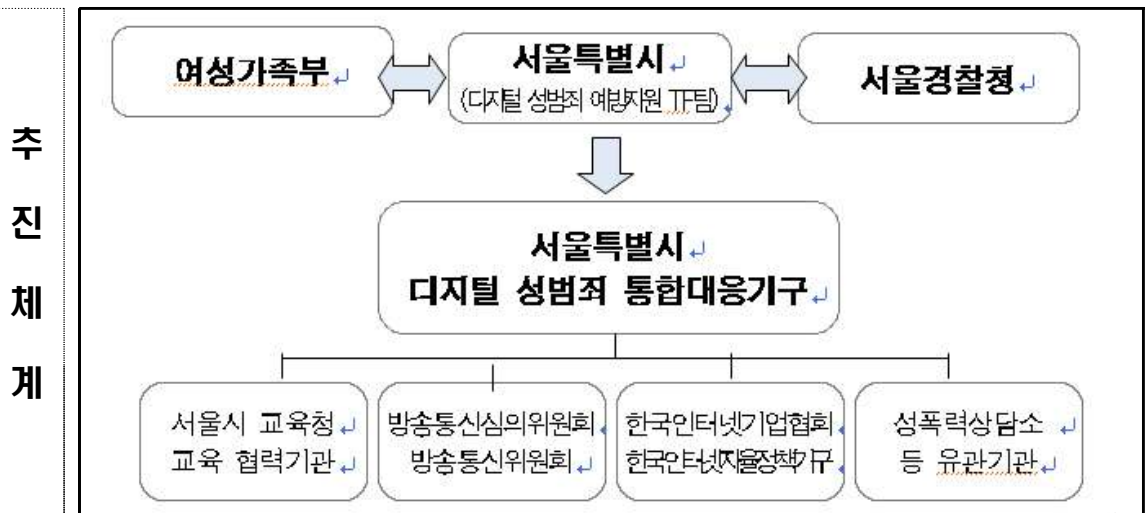 추
진
체
계
여성가족부
서울특별시
(디지털 성범죄 예방지원 TF팀)
서울경찰청
서울특별시
디지털 성범죄 통합대응기구
서울시 교육청
교육 협력기관
방송통신심의위원회
방송통신위원회
한국인터넷기업협회
한국인터넷자율정책기구
성폭력상담소
등 유관기관